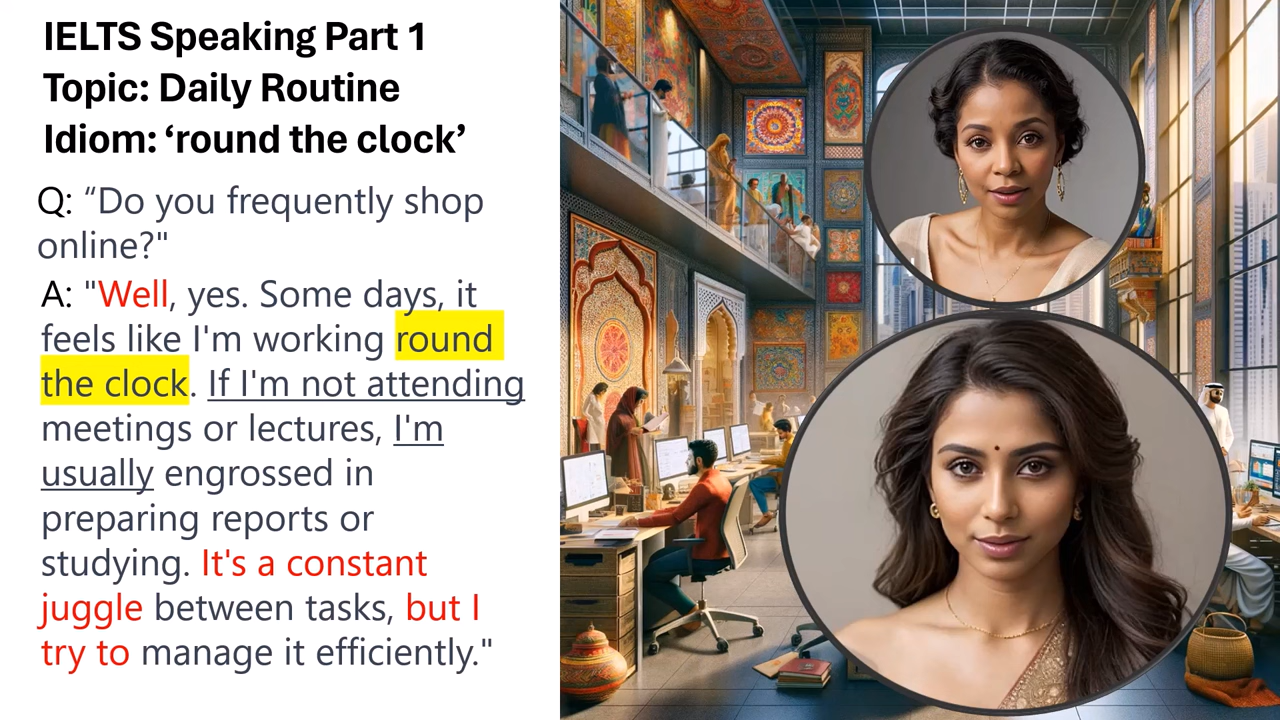 IELTS Speaking Part 1
Topic: Daily Routine
Idiom: ‘round the clock’
Q: “Do you frequently shop
online?"
A: "Well, yes. Some days, it
feels like I'm working round
the clock. If I'm not attending
meetings or lectures, I'm
usually engrossed in
preparing reports or
studying. It's a constant
juggle between tasks, but I
try to manage it efficiently."